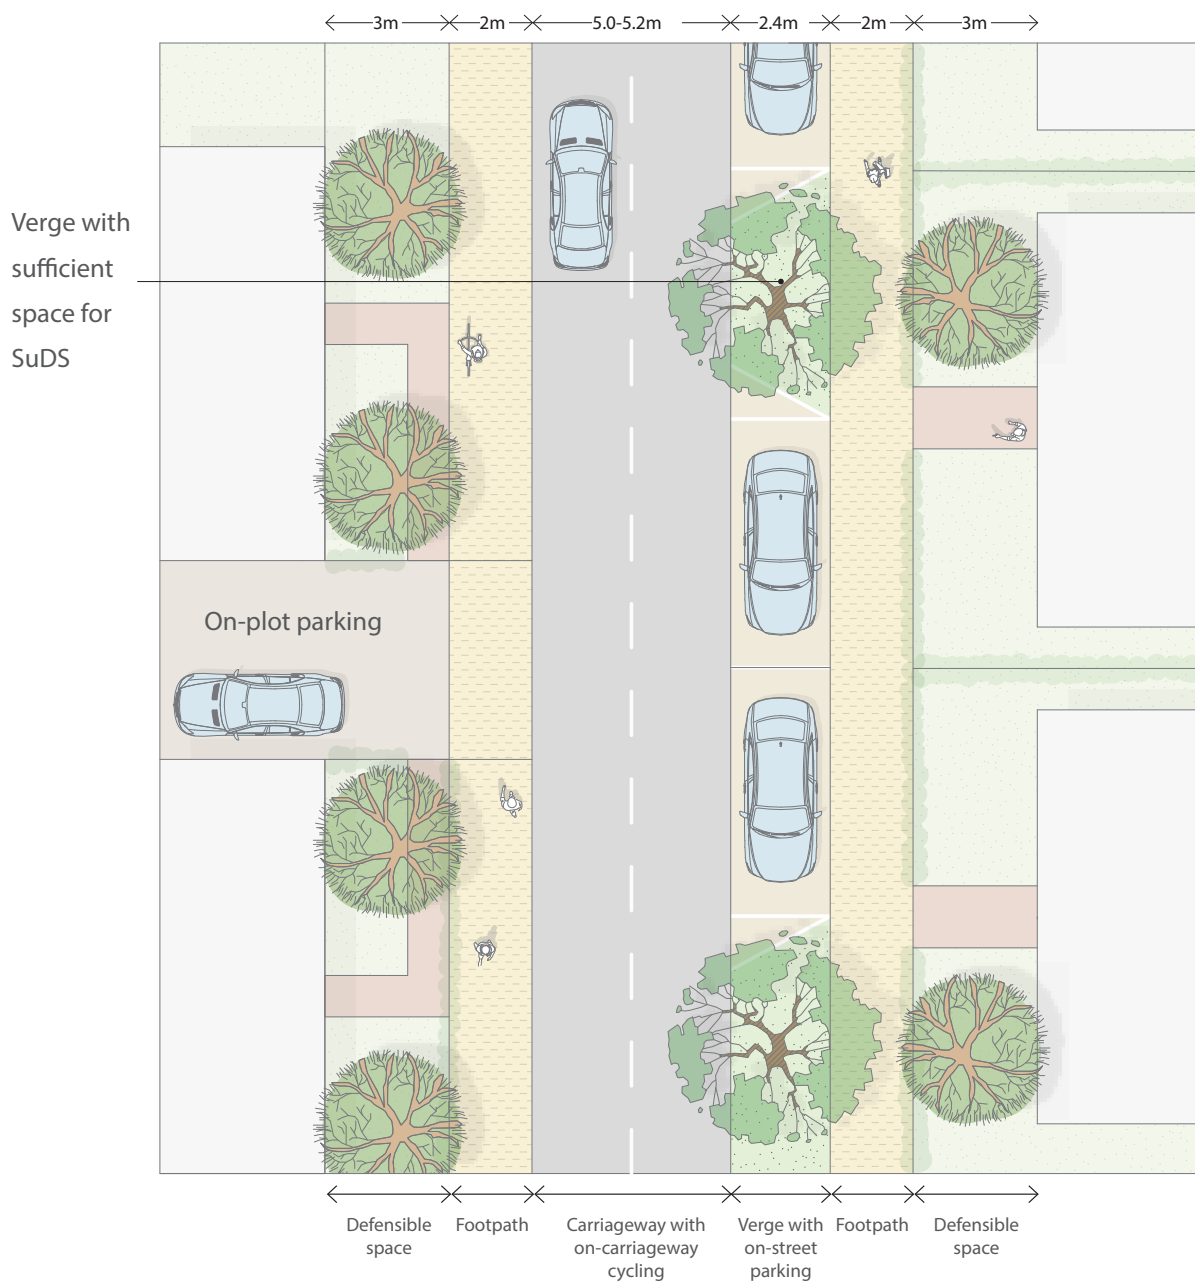 3m
2m
5.0-5.2m
2.4m
2m
3m
Verge with
sufficient
space for
SuDS
On-plot parking
Defensible
space
Footpath
Carriageway with
on-carriageway
cycling
Verge with
on-street
parking
Footpath
Defensible
space